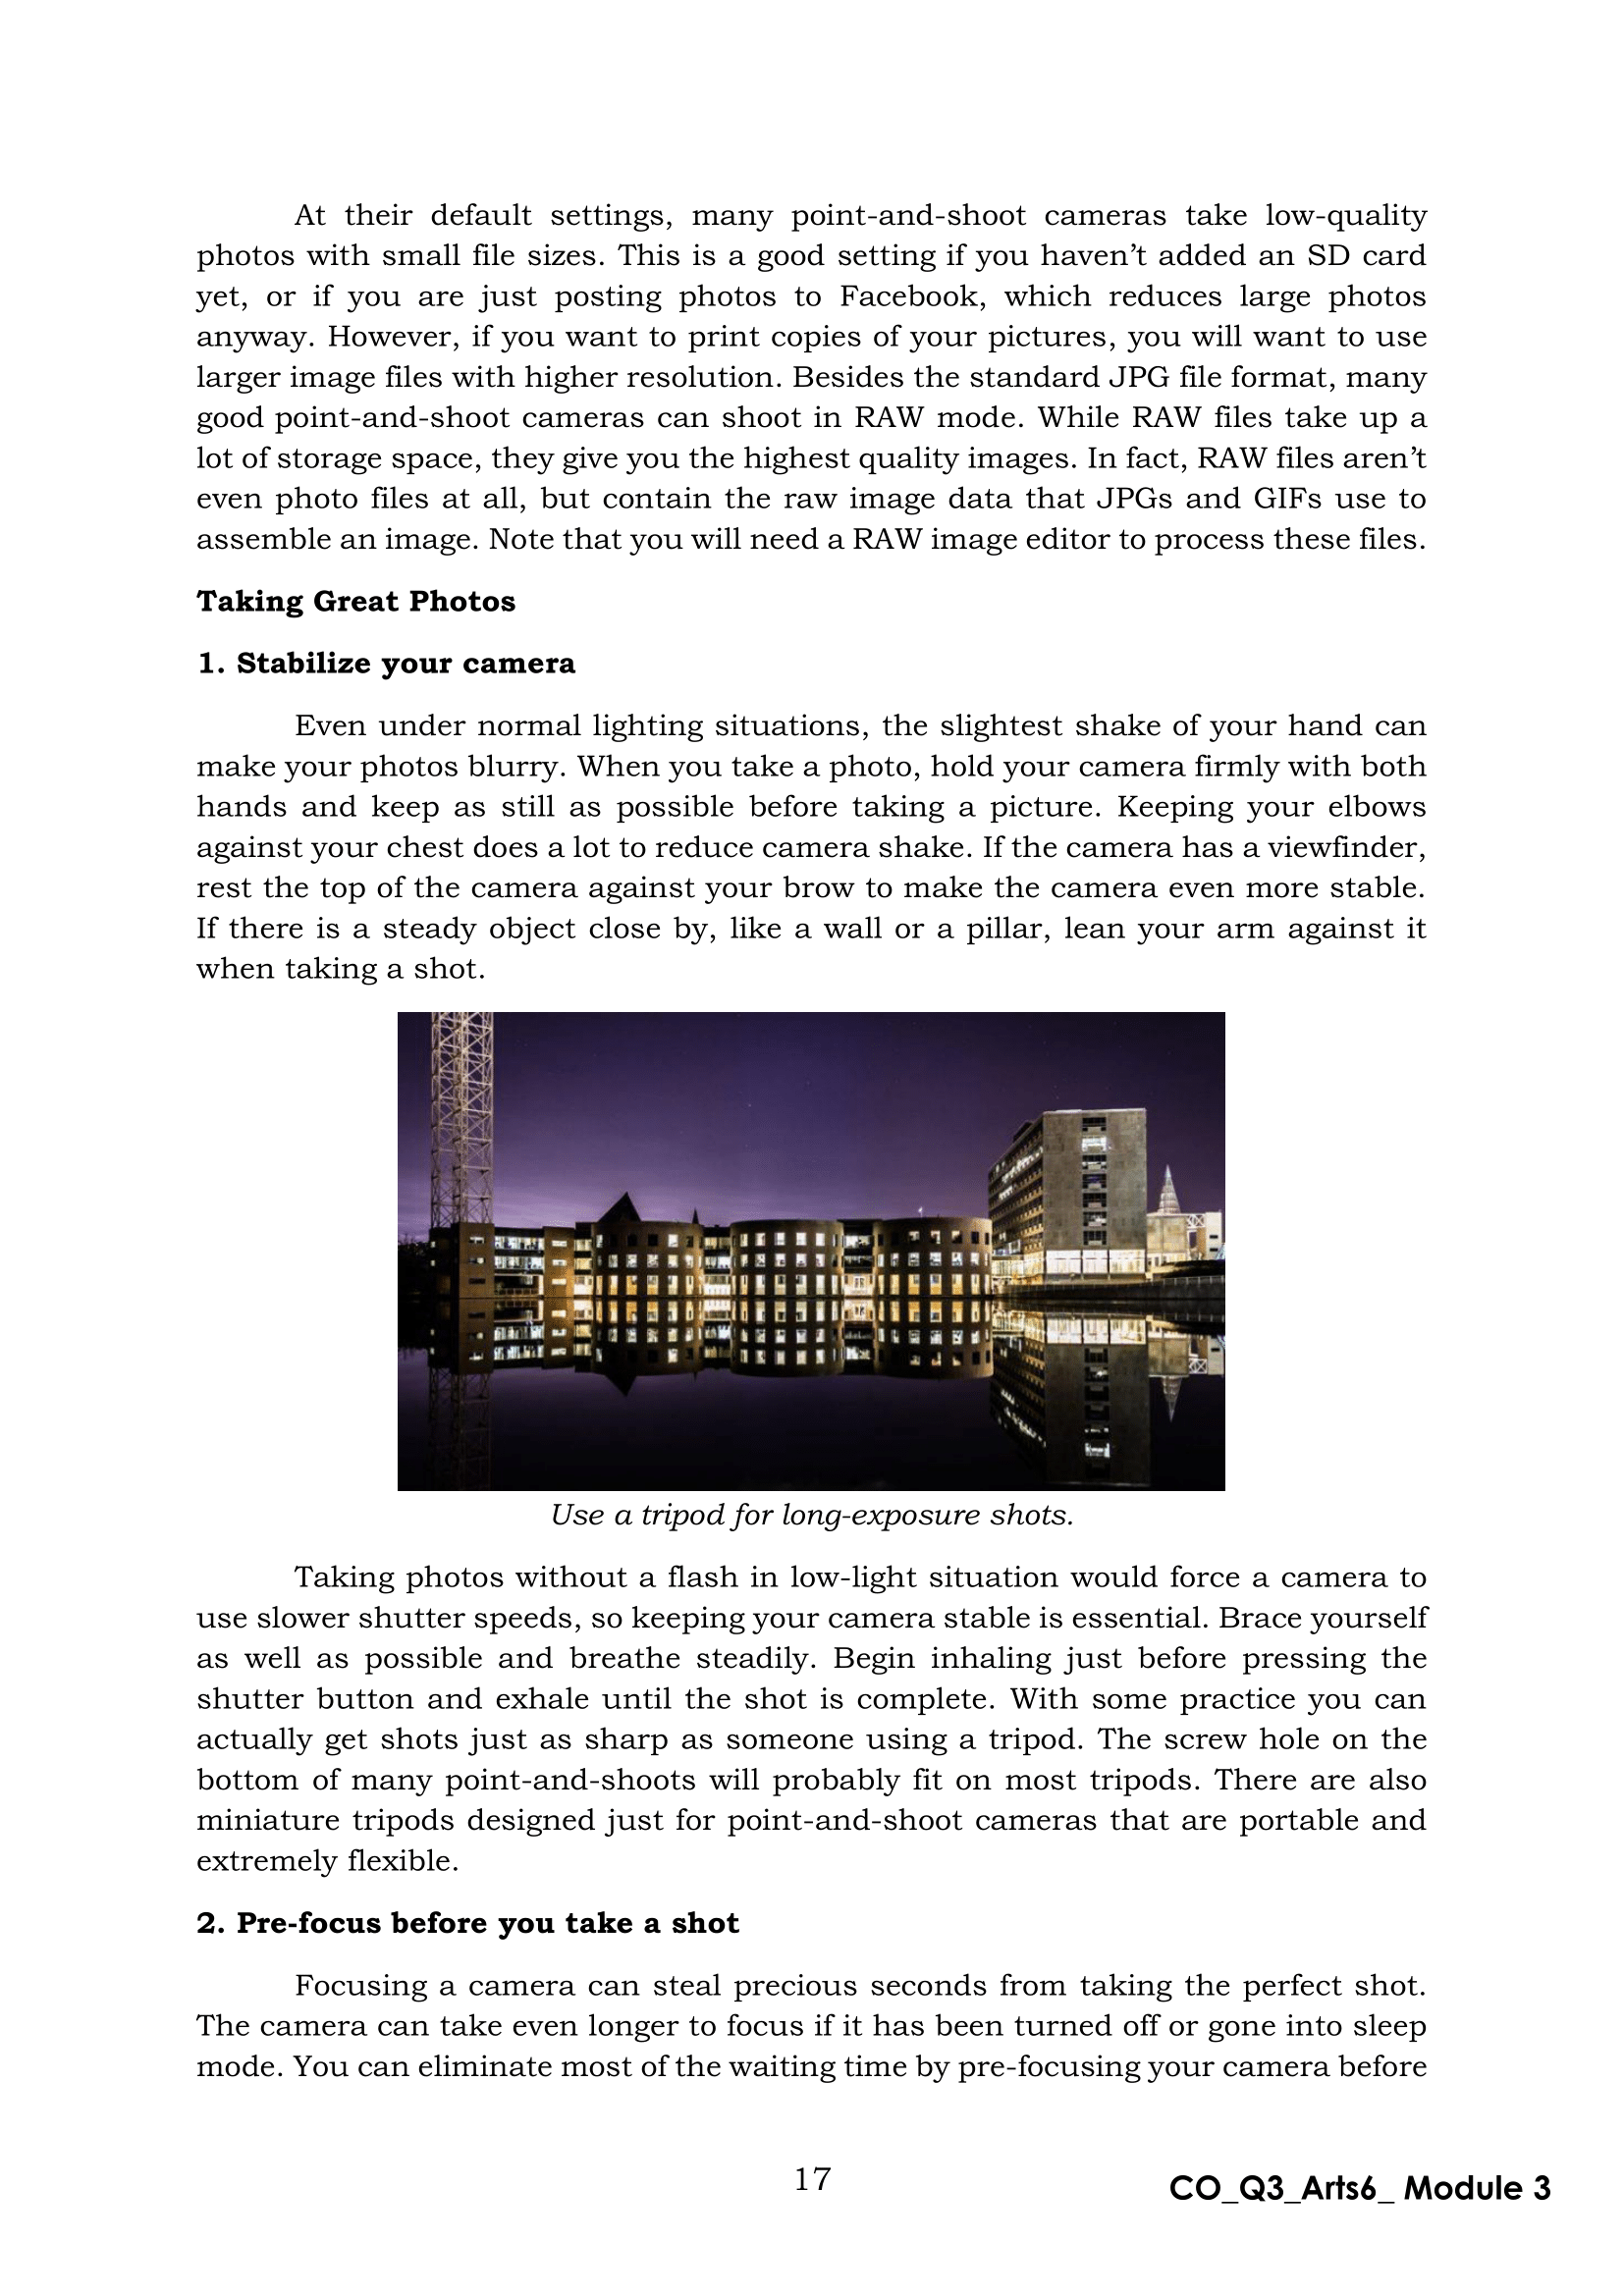 At their default settings, many point-and-shoot cameras take low-quality
photos with small file sizes. This is a good setting if you haven’t added an SD card
yet, or if you are just posting photos to Facebook, which reduces large photos
anyway. However, if you want to print copies of your pictures, you will want to use
larger image files with higher resolution. Besides the standard JPG file format, many
good point-and-shoot cameras can shoot in RAW mode. While RAW files take up a
lot of storage space, they give you the highest quality images. In fact, RAW files aren’t
even photo files at all, but contain the raw image data that JPGs and GIFs use to
assemble an image. Note that you will need a RAW image editor to process these files.
Taking Great Photos
1. Stabilize your camera
Even under normal lighting situations, the slightest shake of your hand can
make your photos blurry. When you take a photo, hold your camera firmly with both
hands and keep as still as possible before taking a picture. Keeping your elbows
against your chest does a lot to reduce camera shake. If the camera has a viewfinder,
rest the top of the camera against your brow to make the camera even more stable.
If there is a steady object close by, like a wall or a pillar, lean your arm against it
when taking a shot.
Use a tripod for long-exposure shots.
Taking photos without a flash in low-light situation would force a camera to
use slower shutter speeds, so keeping your camera stable is essential. Brace yourself
as well as possible and breathe steadily. Begin inhaling just before pressing the
shutter button and exhale until the shot is complete. With some practice you can
actually get shots just as sharp as someone using a tripod. The screw hole on the
bottom of many point-and-shoots will probably fit on most tripods. There are also
miniature tripods designed just for point-and-shoot cameras that are portable and
extremely flexible.
2. Pre-focus before you take a shot
Focusing a camera can steal precious seconds from taking the perfect shot.
The camera can take even longer to focus if it has been turned off or gone into sleep
mode. You can eliminate most of the waiting time by pre-focusing your camera before
17
CO_Q3_Arts6_ Module 3